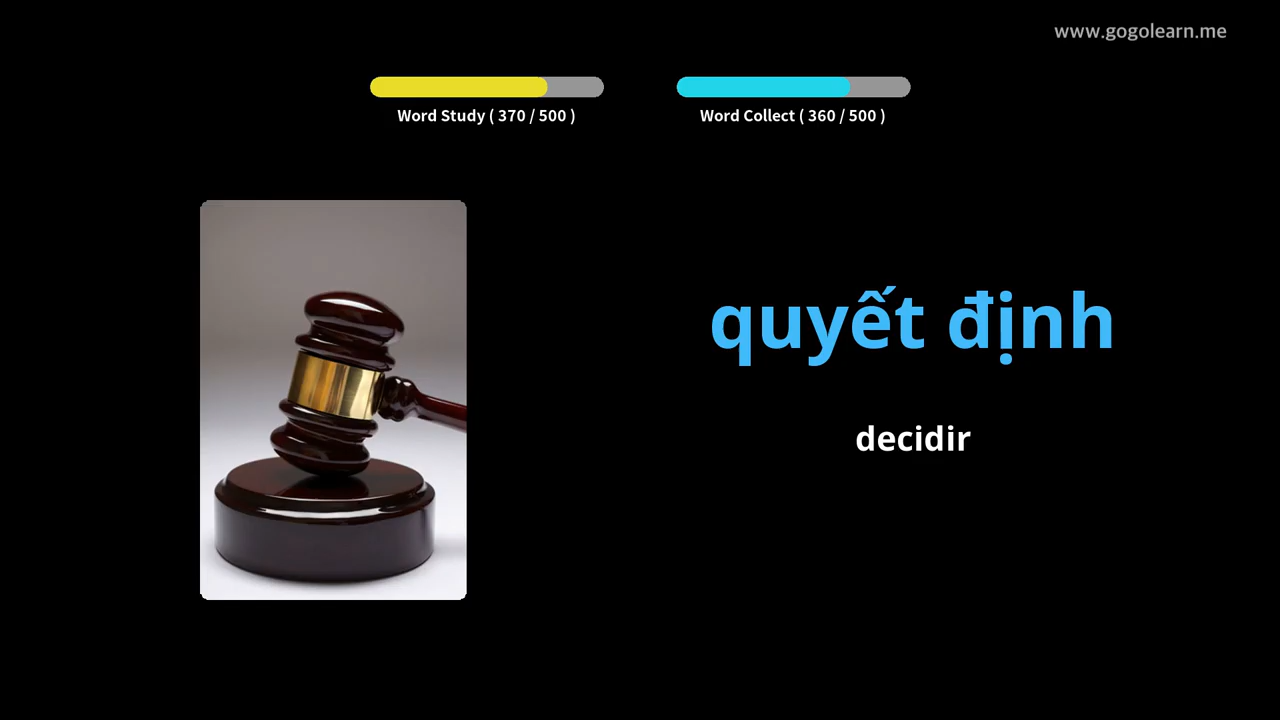 www.gogolearn.me
Word Study ( 370 / 500 )
Word Collect ( 360 / 500 )
quyết định
decidir